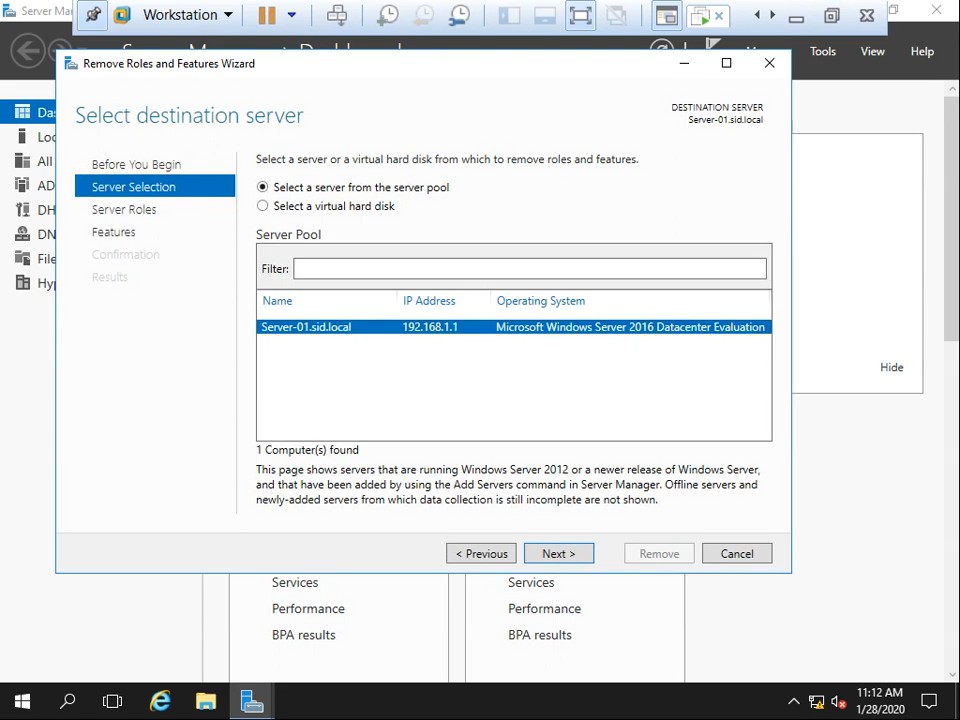 Server Ma
Workstation
Tools
View
Help
Remove Roles and Features Wizard
Select destination server
DESTINATION SERVER
Server-01.sid.local
Da
Loc
All
AD
DH
DN
File
Hyp
Before You Begin
Server Selection
Server Roles
Features
Confirmation
Results
Select a server or a virtual hard disk from which to remove roles and features.
Select a server from the server pool
Select a virtual hard disk
Server Pool
Filter:
Name IP Address Operating System
Server-01.sid.local 192.168.1.1 Microsoft Windows Server 2016 Datacenter Evaluation
1 Computer(s) found
This page shows servers that are running Windows Server 2012 or a newer release of Windows Server,
and that have been added by using the Add Servers command in Server Manager. Offline servers and
newly-added servers from which data collection is still incomplete are not shown.
Hide
< Previous
Next >
Remove
Cancel
Services Services
Performance Performance
BPA results BPA results
11:12 AM
1/28/2020